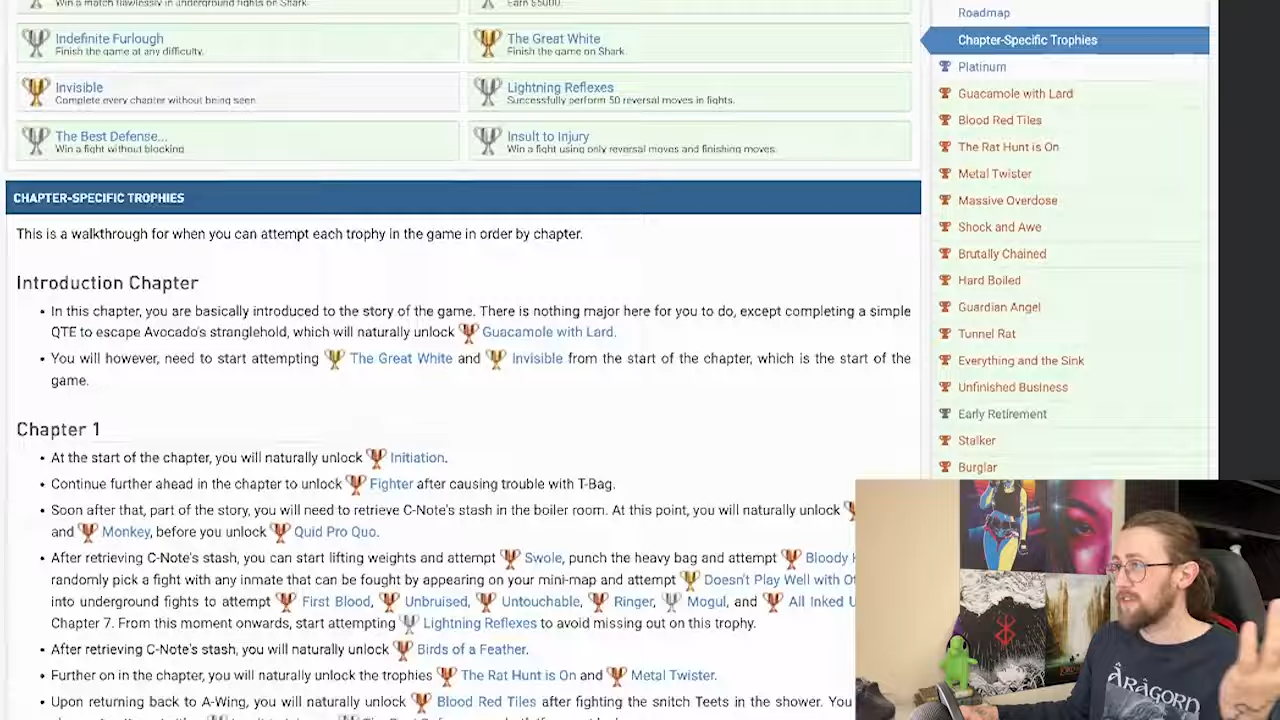 Win a match flawlessly in underground fights on Shark.
Earn $5000.
Indefinite Furlough
Finish the game at any difficulty.
The Great White
Finish the game on Shark.
Invisible
Complete every chapter without being seen.
Lightning Reflexes
Successfully perform 50 reversal moves in fights.
The Best Defense...
Win a fight without blocking.
Insult to Injury
Win a fight using only reversal moves and finishing moves.
CHAPTER-SPECIFIC TROPHIES
This is a walkthrough for when you can attempt each trophy in the game in order by chapter.
Introduction Chapter
• In this chapter, you are basically introduced to the story of the game. There is nothing major here for you to do, except completing a simple
QTE to escape Avocado's stranglehold, which will naturally unlock Guacamole with Lard.
• You will however, need to start attempting The Great White and Invisible from the start of the chapter, which is the start of the
game.
Chapter 1
• At the start of the chapter, you will naturally unlock Initiation.
• Continue further ahead in the chapter to unlock Fighter after causing trouble with T-Bag.
• Soon after that, part of the story, you will need to retrieve C-Note's stash in the boiler room. At this point, you will naturally unlock
and Monkey, before you unlock Quid Pro Quo.
• After retrieving C-Note's stash, you can start lifting weights and attempt Swole, punch the heavy bag and attempt Bloody
randomly pick a fight with any inmate that can be fought by appearing on your mini-map and attempt Doesn't Play Well with
into underground fights to attempt First Blood, Unbruised, Untouchable, Ringer, Mogul, and All Inked
Chapter 7. From this moment onwards, start attempting Lightning Reflexes to avoid missing out on this trophy.
• After retrieving C-Note's stash, you will naturally unlock Birds of a Feather.
• Further on in the chapter, you will naturally unlock the trophies The Rat Hunt is On and Metal Twister.
• Upon returning back to A-Wing, you will naturally unlock Blood Red Tiles after fighting the snitch Teets in the shower. You
Roadmap
Chapter-Specific Trophies
Platinum
Guacamole with Lard
Blood Red Tiles
The Rat Hunt is On
Metal Twister
Massive Overdose
Shock and Awe
Brutally Chained
Hard Boiled
Guardian Angel
Tunnel Rat
Everything and the Sink
Unfinished Business
Early Retirement
Stalker
Burglar
ARAGORN